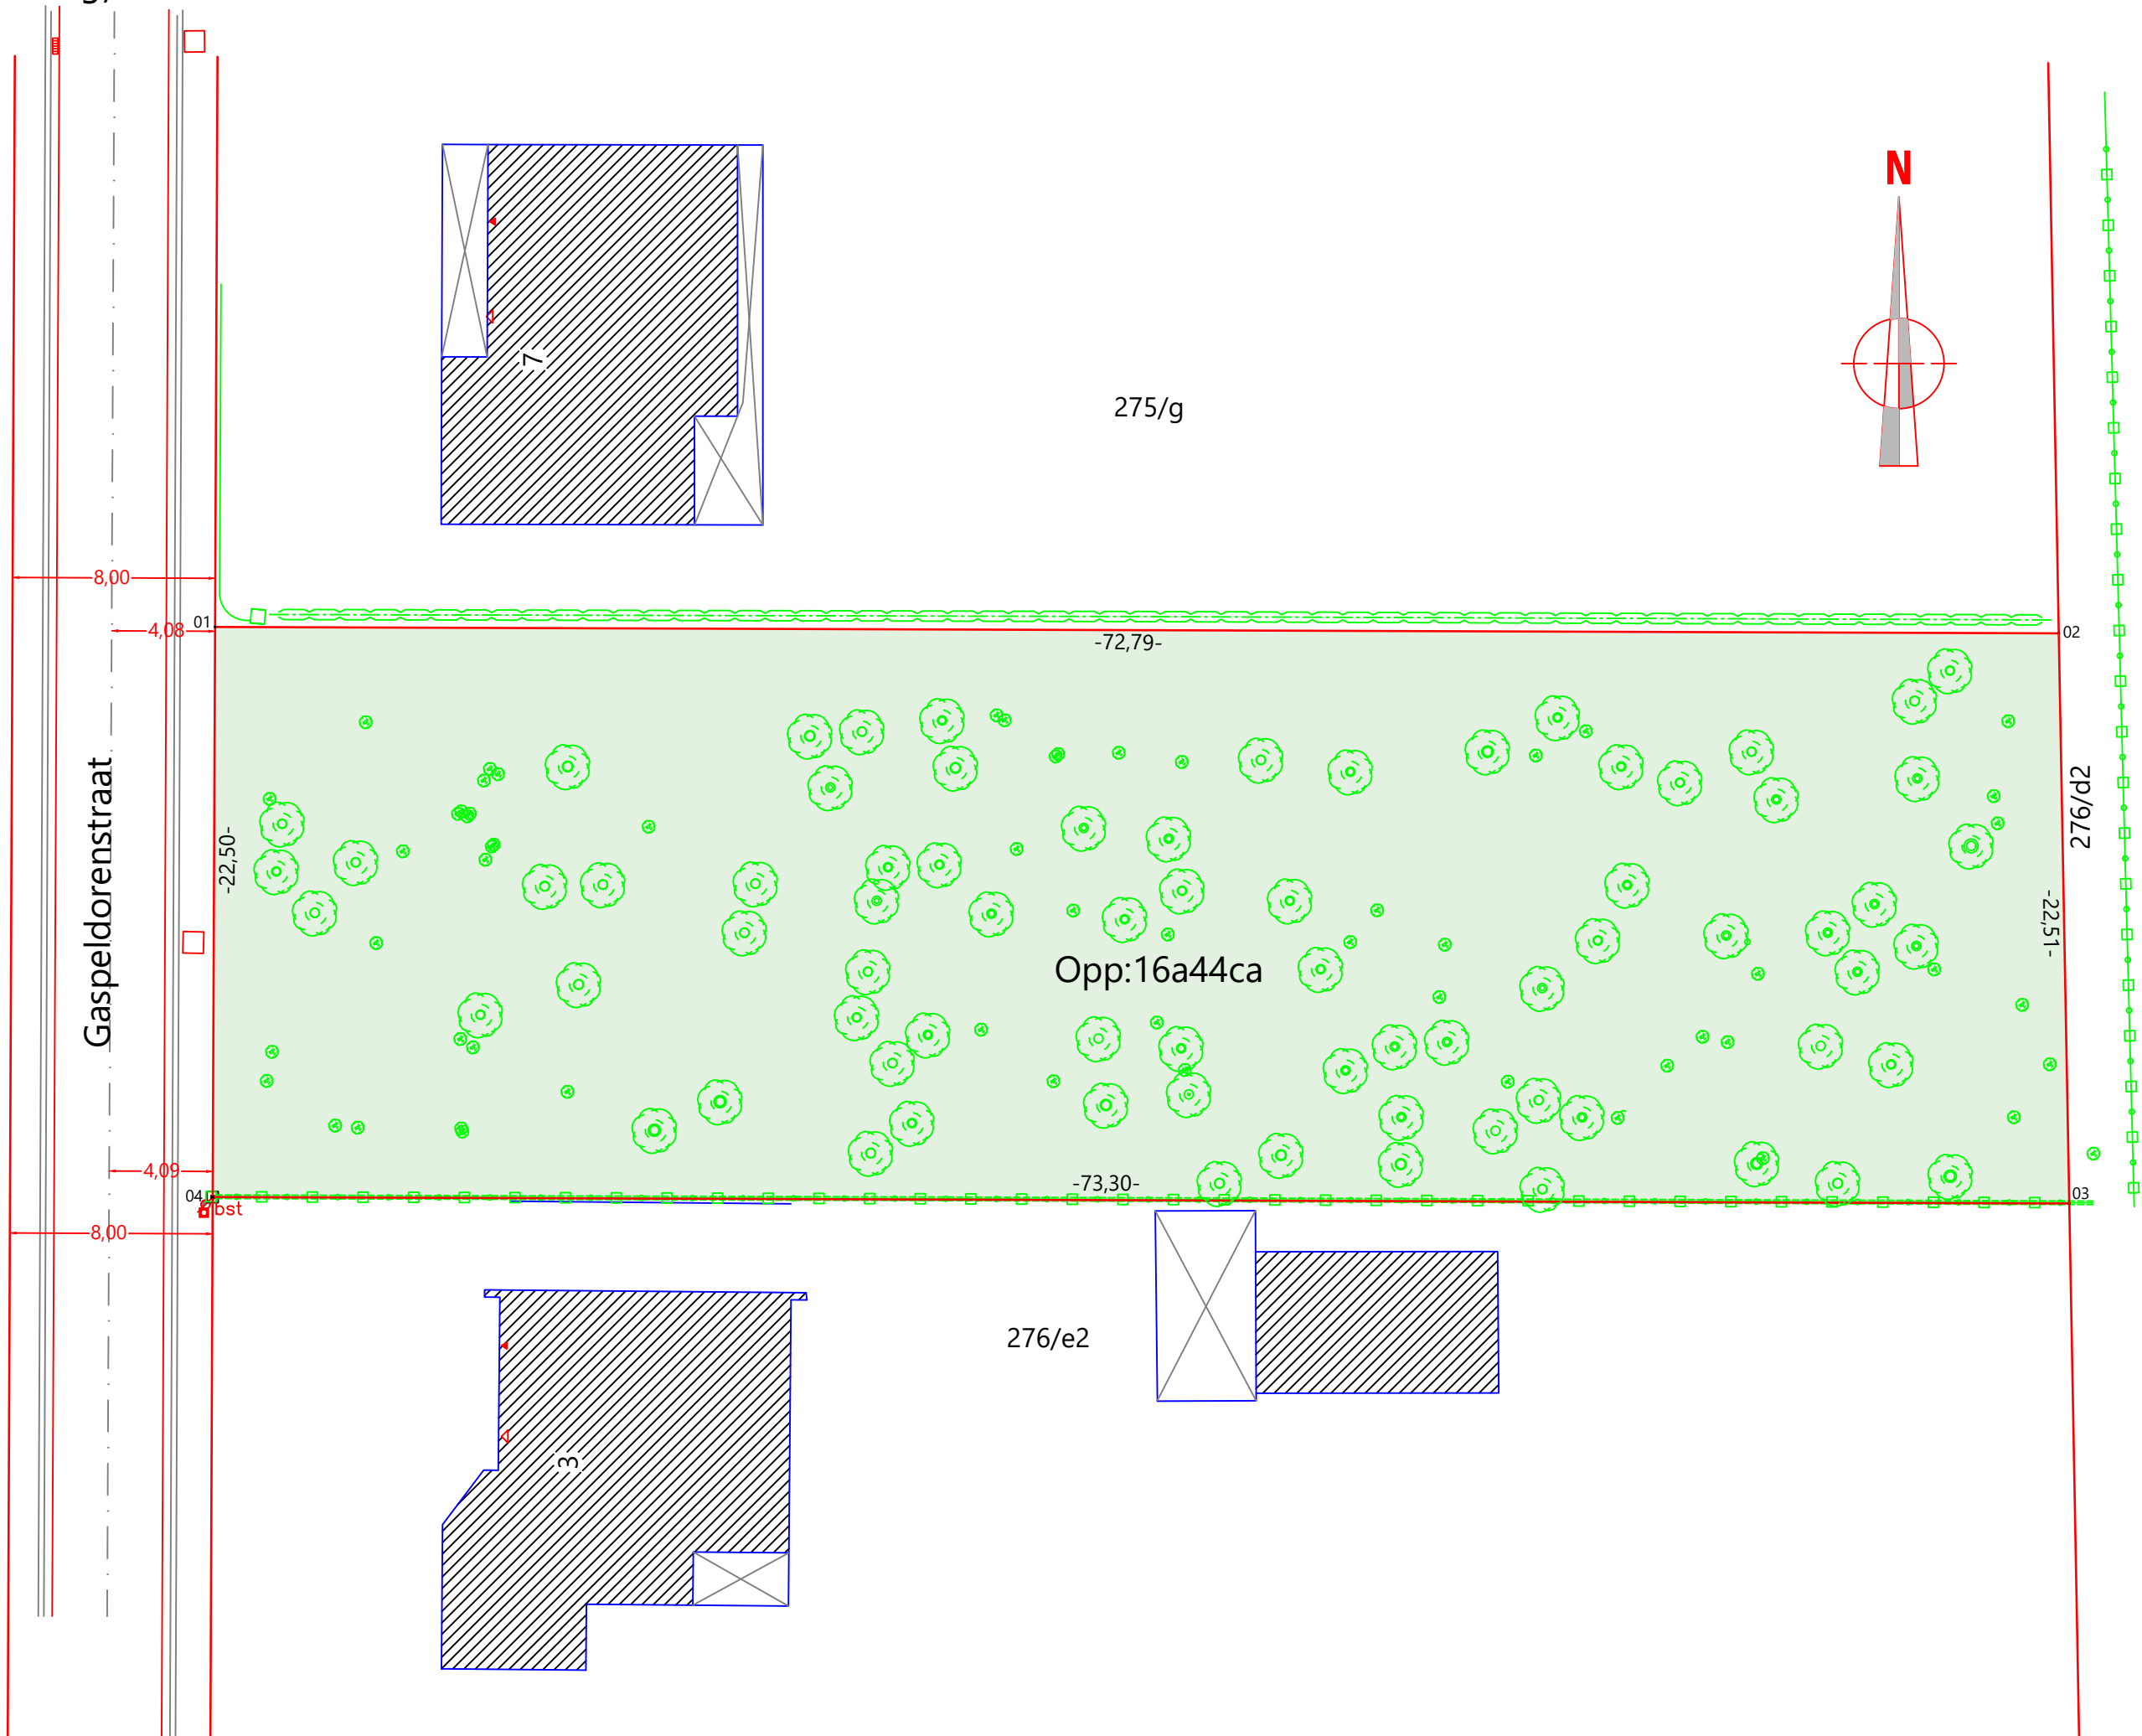 N
7
275/g
8,00
01
4,08
-72,79-
02
Gaspeldorenstraat
-22,50-
276/d2
-22,51-
Opp:16a44ca
4,09
04
-73,30-
03
bst
8,00
276/e2
3